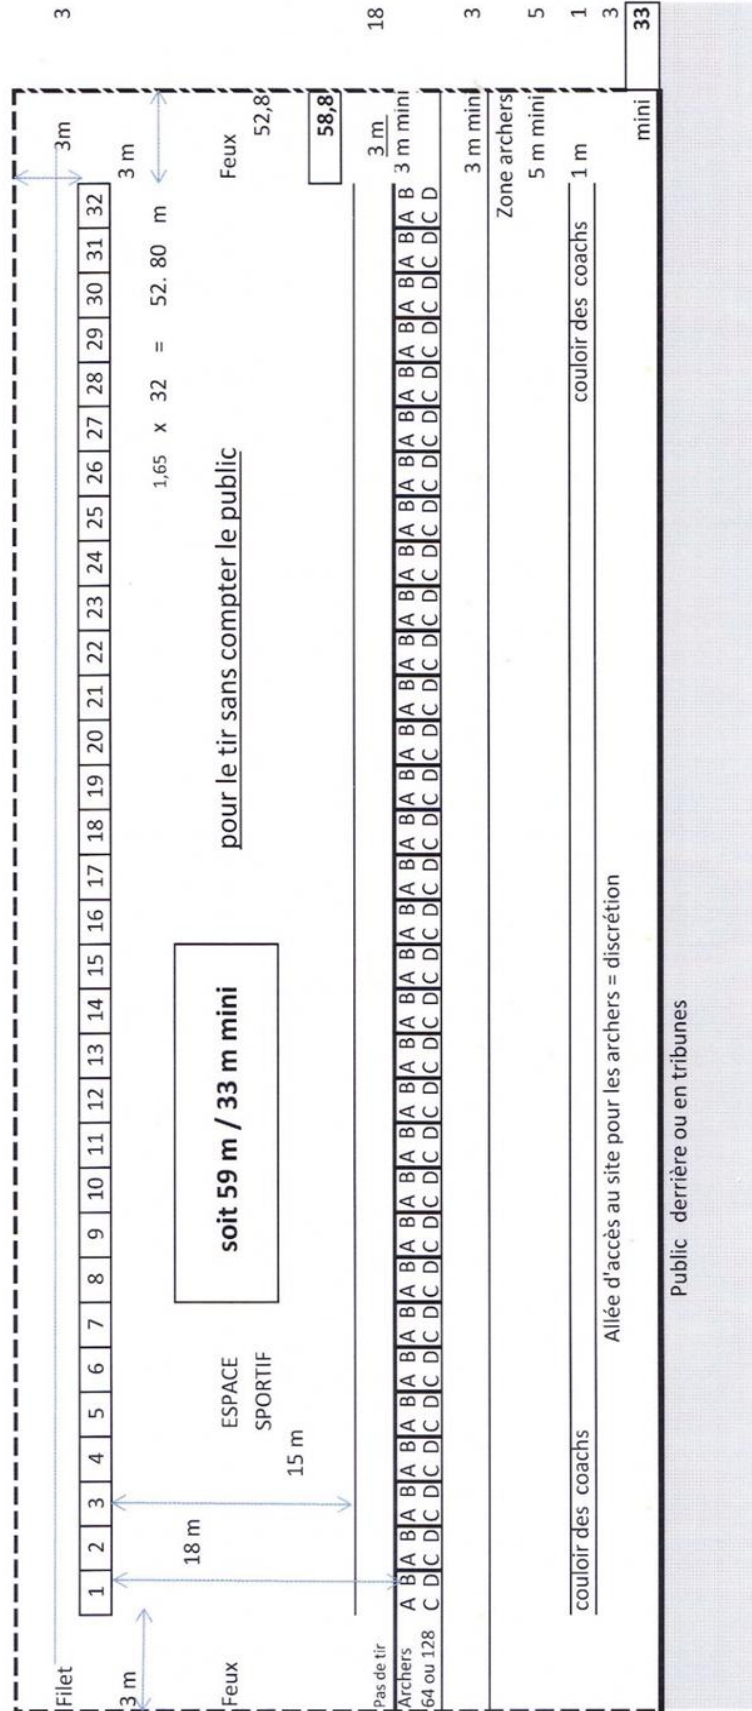 3m 3
Filet
1 2 3 4 5 6 7 8 9 10 11 12 13 14 15 16 17 18 19 20 21 22 23 24 25 26 27 28 29 30 31 32
3 m 3 m
1,65 x 32 = 52. 80 m
18 m
Feux ESPACE soit 59 m / 33 m mini pour le tir sans compter le public Feux
SPORTIF 52,8
15 m 58,8
Pas de tir 3 m 18
Archers A B A B A B A B A B A B A B A B A B A B A B A B A B A B A B A B A B A B A B A B A B A B A B A B A B A B A B A B A B A B A B A B 3 m mini
64 ou 128 C D C D C D C D C D C D C D C D C D C D C D C D C D C D C D C D C D C D C D C D C D C D C D C D C D C D C D C D C D C D C D C D
3 m mini 3
Zone archers
5 m mini 5
couloir des coachs couloir des coachs 1 m 1
Allée d'accès au site pour les archers = discrétion 3
mini 33
Public derrière ou en tribunes